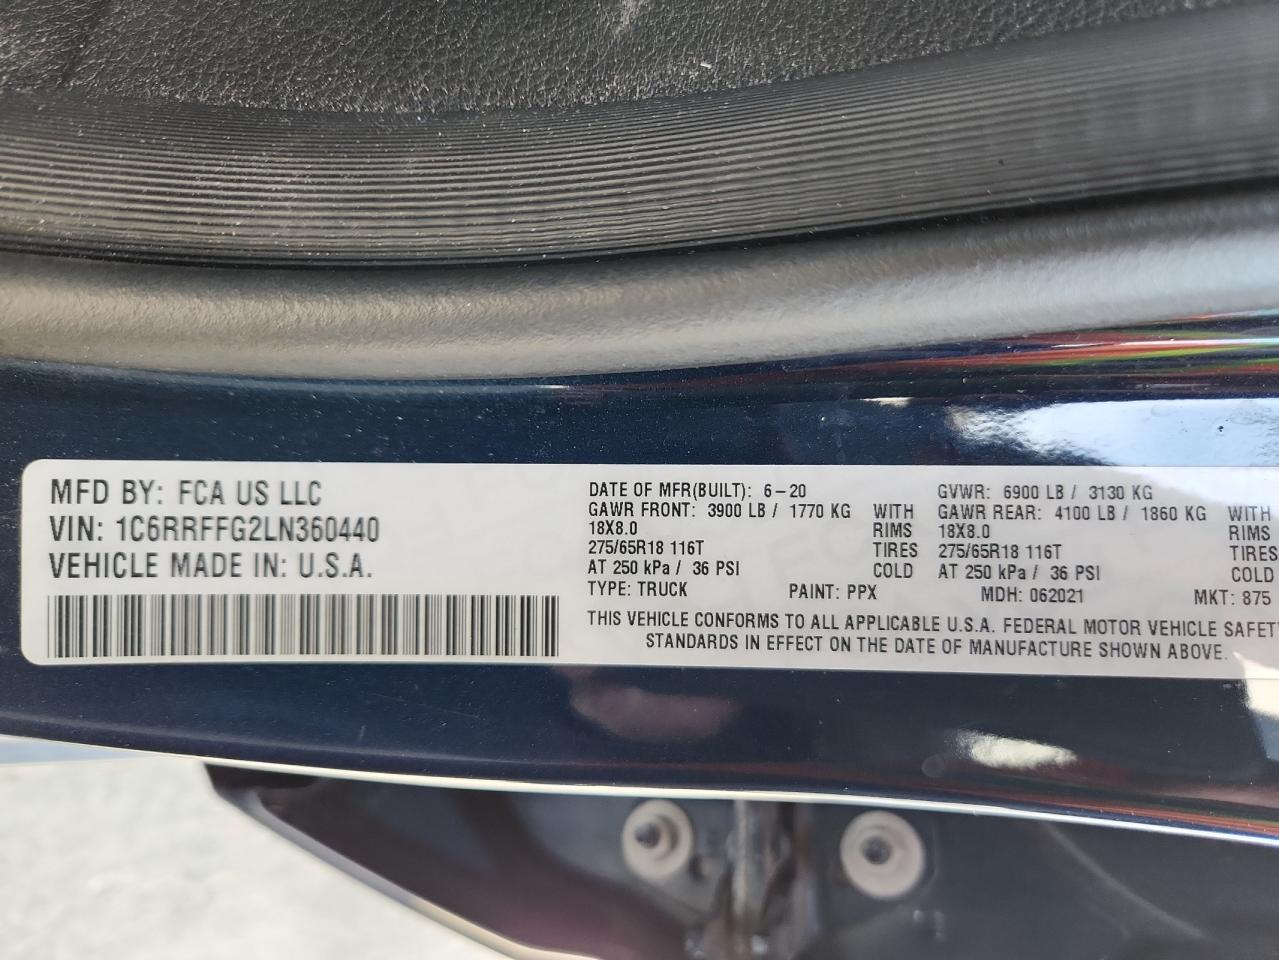 MFD BY: FCA US LLC
VIN: 1C6RRFFG2LN360440
VEHICLE MADE IN: U.S.A.
DATE OF MFR(BUILT): 6-20
GAWR FRONT: 3900 LB / 1770 KG WITH
18X8.0 RIMS
275/65R18 116T TIRES
AT 250 kPa / 36 PSI COLD
GVWR: 6900 LB / 3130 KG
GAWR REAR: 4100 LB / 1860 KG WITH
18X8.0 RIMS
275/65R18 116T TIRES
AT 250 kPa / 36 PSI COLD
TYPE: TRUCK PAINT: PPX MDH: 062021 MKT: 875
THIS VEHICLE CONFORMS TO ALL APPLICABLE U.S.A. FEDERAL MOTOR VEHICLE SAFET
STANDARDS IN EFFECT ON THE DATE OF MANUFACTURE SHOWN ABOVE.